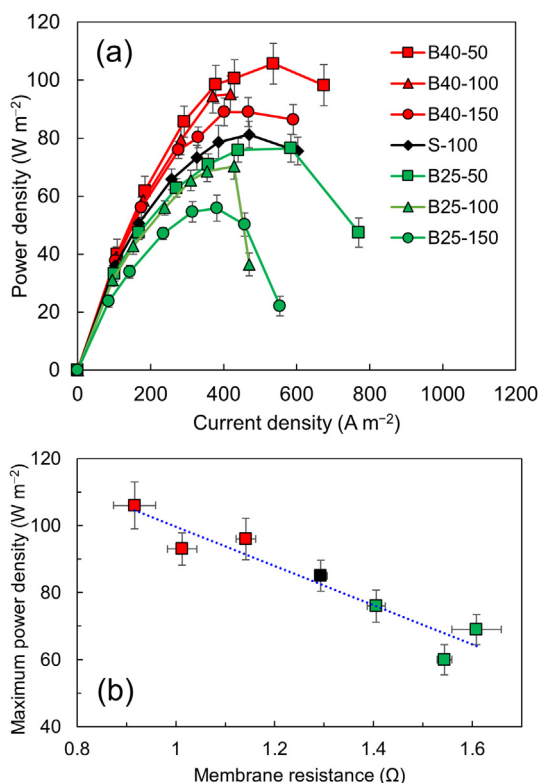 (a)
120
100
80
60
40
20
0
Power density (W m⁻²)
0 200 400 600 800 1000 1200
Current density (A m⁻²)
B40-50
B40-100
B40-150
S-100
B25-50
B25-100
B25-150
(b)
120
100
80
60
40
Maximum power density (W m⁻²)
0.8 1 1.2 1.4 1.6
Membrane resistance (Ω)